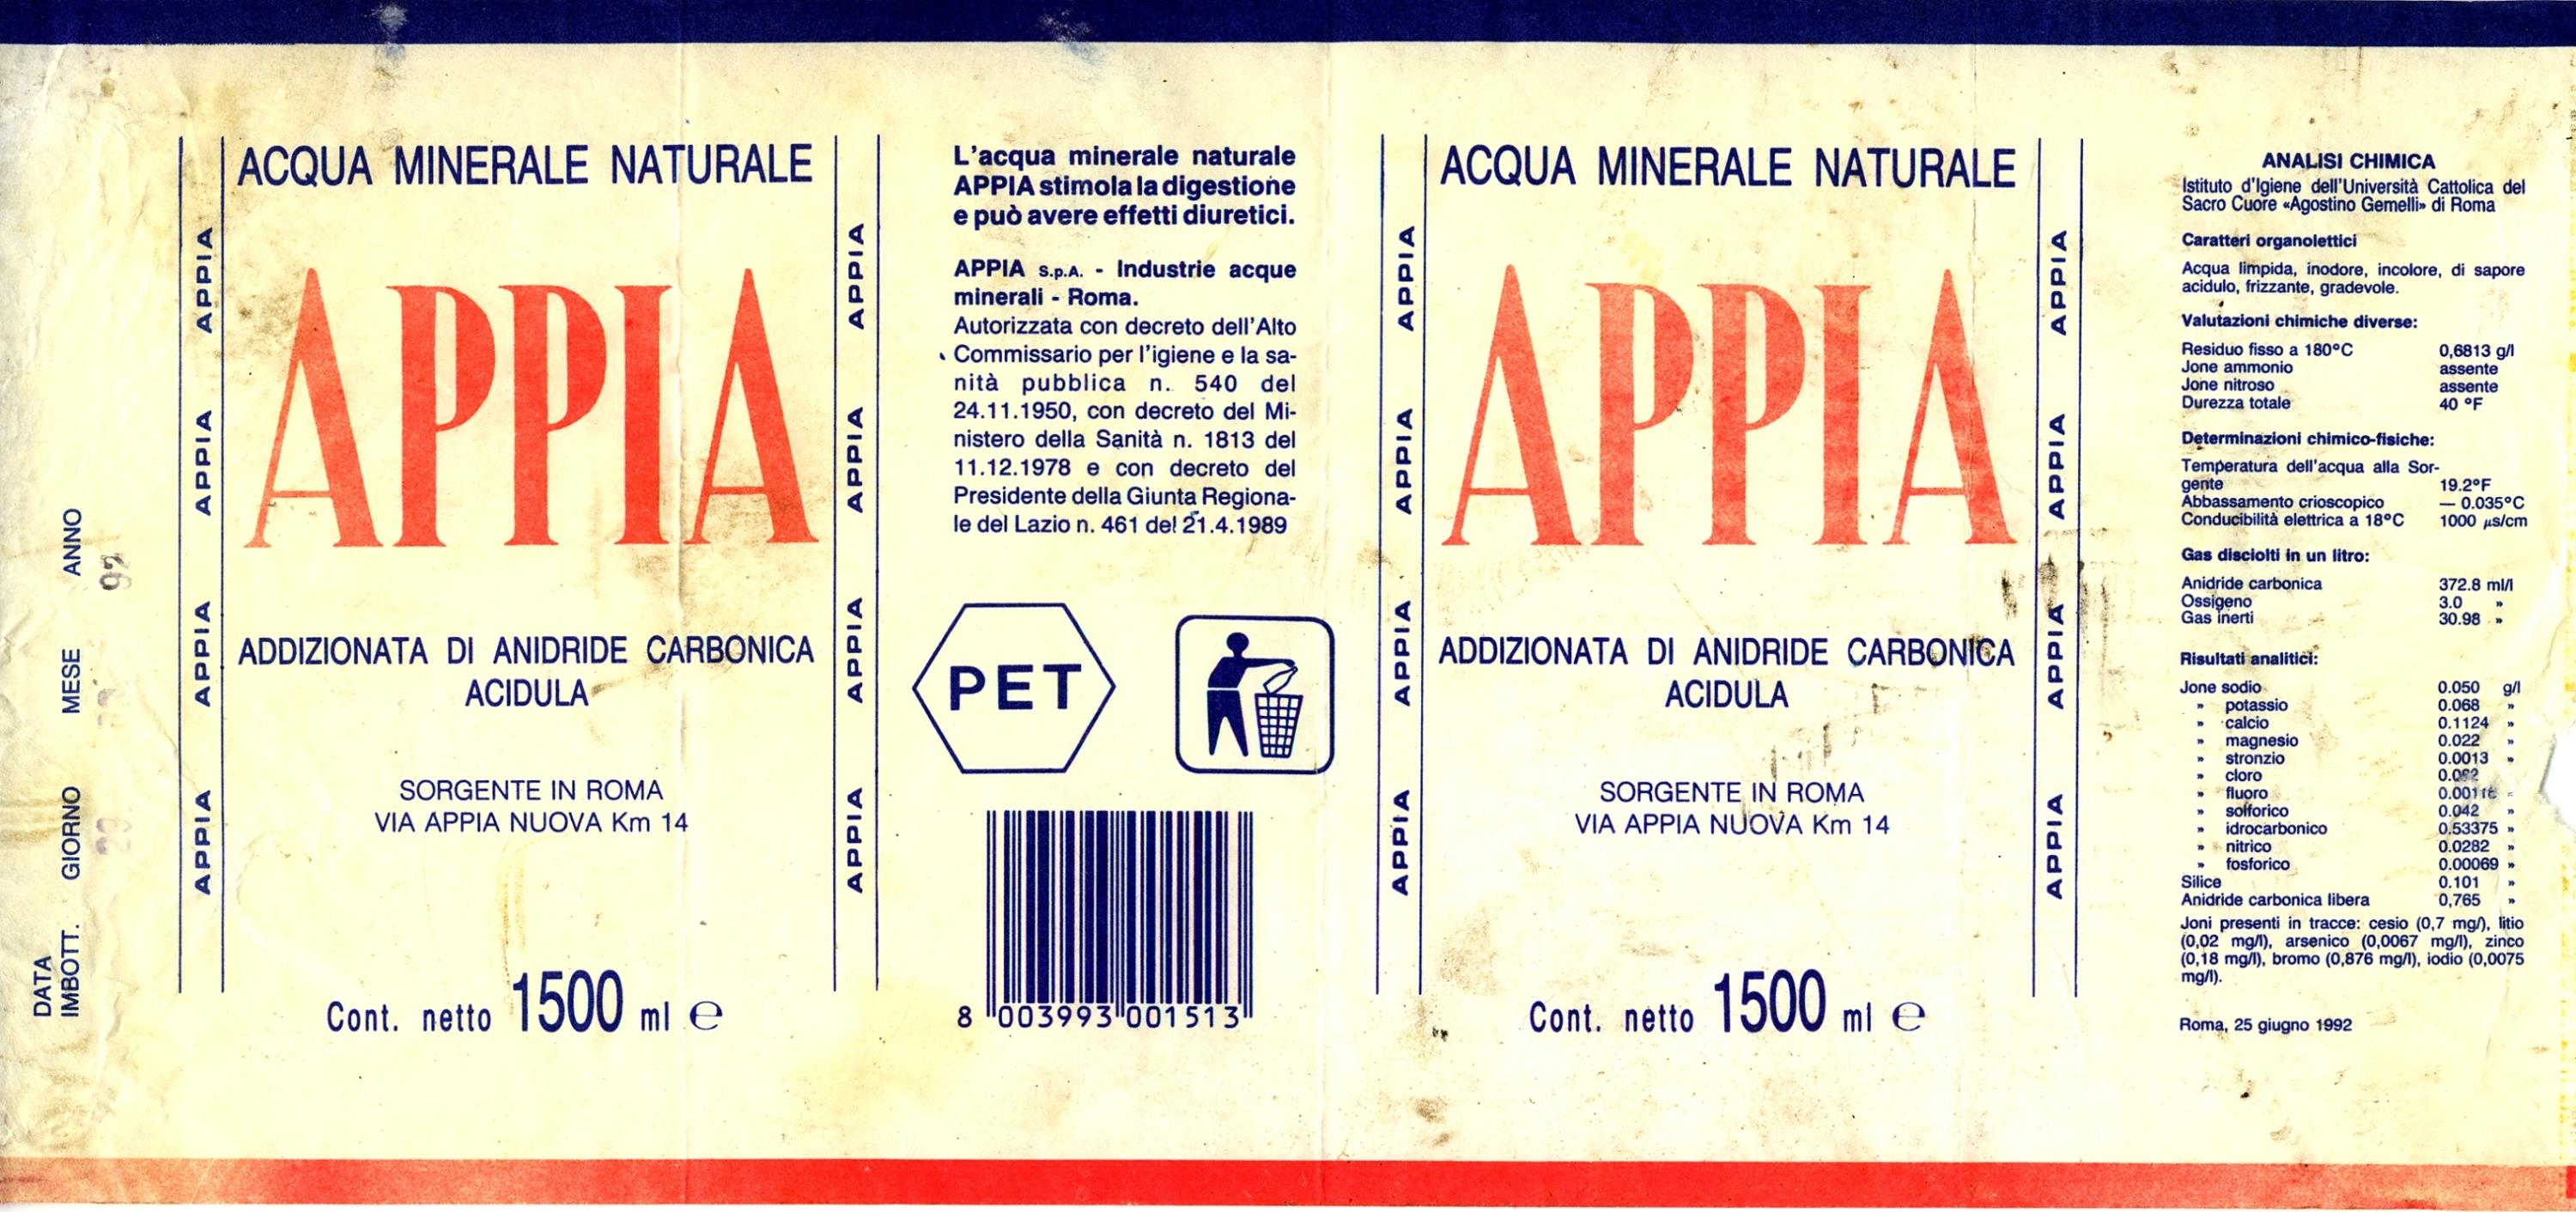 DATA
IMBOTT. GIORNO MESE ANNO
92
APPIA APPIA APPIA APPIA
ACQUA MINERALE NATURALE
APPIA
ADDIZIONATA DI ANIDRIDE CARBONICA
ACIDULA
SORGENTE IN ROMA
VIA APPIA NUOVA Km 14
Cont. netto 1500 ml ℮
APPIA APPIA APPIA APPIA
L'acqua minerale naturale
APPIA stimola la digestione
e può avere effetti diuretici.
APPIA S.p.A. - Industrie acque
minerali - Roma.
Autorizzata con decreto dell'Alto
Commissario per l'igiene e la sa-
nità pubblica n. 540 del
24.11.1950, con decreto del Mi-
nistero della Sanità n. 1813 del
11.12.1978 e con decreto del
Presidente della Giunta Regiona-
le del Lazio n. 461 del 21.4.1989
PET
8 003993 001513
APPIA APPIA APPIA APPIA
ACQUA MINERALE NATURALE
APPIA
ADDIZIONATA DI ANIDRIDE CARBONICA
ACIDULA
SORGENTE IN ROMA
VIA APPIA NUOVA Km 14
Cont. netto 1500 ml ℮
APPIA APPIA APPIA APPIA
ANALISI CHIMICA
Istituto d'Igiene dell'Università Cattolica del
Sacro Cuore «Agostino Gemelli» di Roma
Caratteri organolettici
Acqua limpida, inodore, incolore, di sapore
acidulo, frizzante, gradevole.
Valutazioni chimiche diverse:
Residuo fisso a 180°C 0,6813 g/l
Jone ammonio assente
Jone nitroso assente
Durezza totale 40 °F
Determinazioni chimico-fisiche:
Temperatura dell'acqua alla Sor-
gente 19.2°F
Abbassamento crioscopico — 0.035°C
Conducibilità elettrica a 18°C 1000 µs/cm
Gas disciolti in un litro:
Anidride carbonica 372.8 ml/l
Ossigeno 3.0 »
Gas inerti 30.98 »
Risultati analitici:
Jone sodio 0.050 g/l
» potassio 0.068 »
» calcio 0.1124 »
» magnesio 0.022 »
» stronzio 0.0013 »
» cloro
» fluoro
» solforico 0.042 »
» idrocarbonico 0.53375 »
» nitrico 0.0282 »
» fosforico 0.00069 »
Silice 0.101 »
Anidride carbonica libera 0,765 »
Joni presenti in tracce: cesio (0,7 mg/), litio
(0,02 mg/l), arsenico (0,0067 mg/l), zinco
(0,18 mg/l), bromo (0,876 mg/l), iodio (0,0075
mg/l).
Roma, 25 giugno 1992